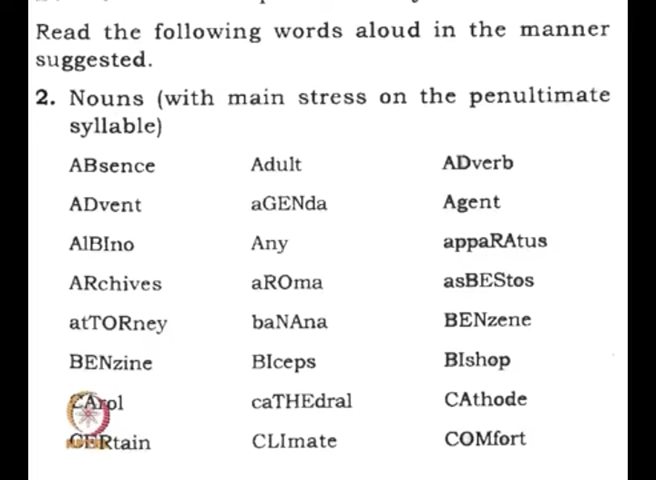 Read the following words aloud in the manner
suggested.
2. Nouns (with main stress on the penultimate
syllable)
ABsence Adult ADverb
ADvent aGENda Agent
AlBIno Any appaRAtus
ARchives aROma asBEStos
atTORney baNAna BENzene
BENzine BIceps BIshop
CArol caTHEdral CAthode
CERtain CLImate COMfort